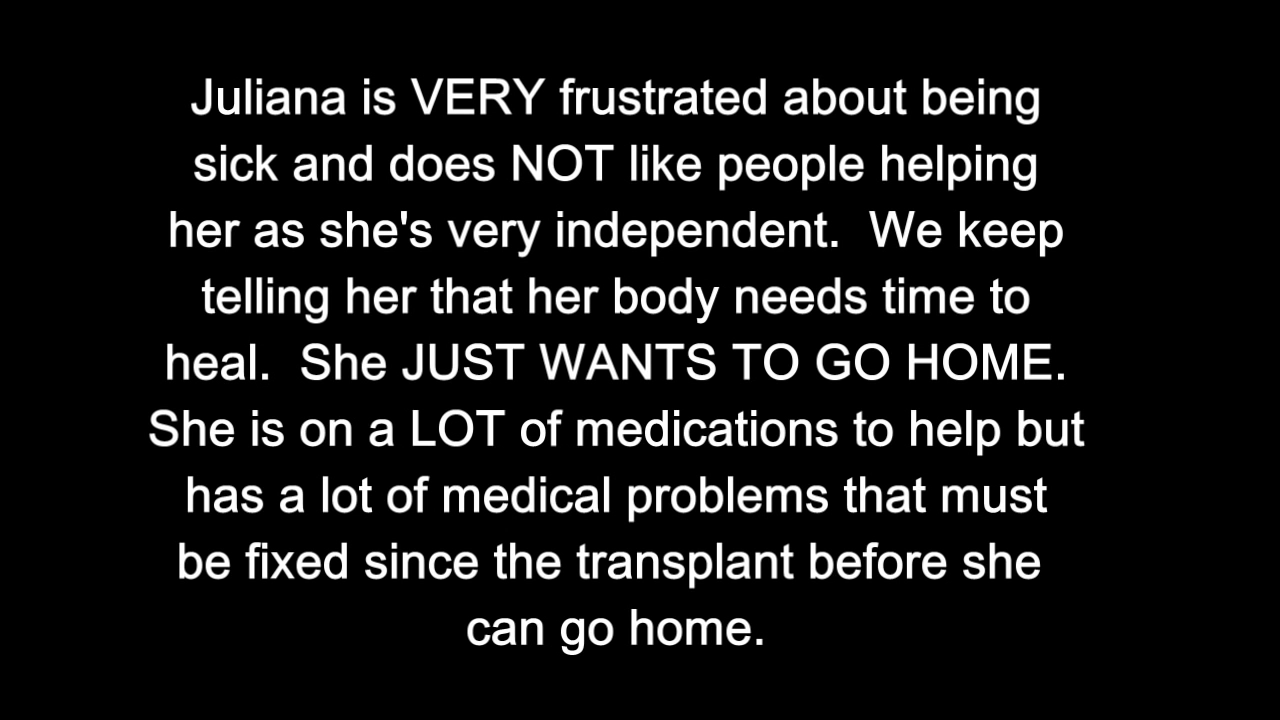 Juliana is VERY frustrated about being
sick and does NOT like people helping
her as she's very independent.  We keep
telling her that her body needs time to
heal.  She JUST WANTS TO GO HOME.
She is on a LOT of medications to help but
has a lot of medical problems that must
be fixed since the transplant before she
can go home.